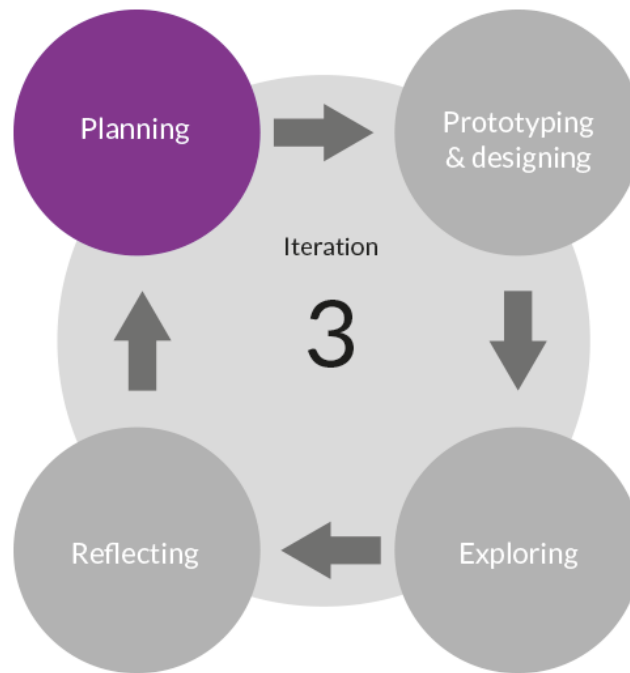 Planning
Prototyping
& designing
Iteration
3
Reflecting
Exploring